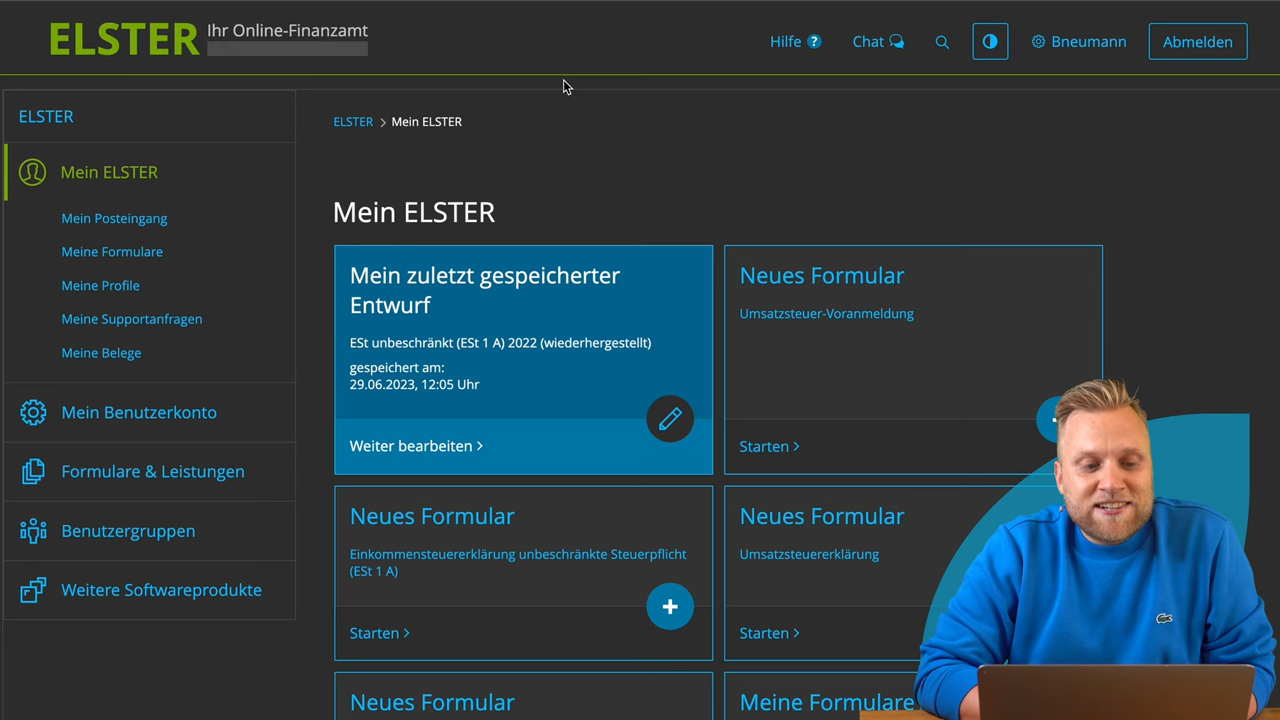 ELSTER
Ihr Online-Finanzamt
Hilfe ?
Chat
Bneumann
Abmelden
ELSTER
Mein ELSTER
Mein Posteingang
Meine Formulare
Meine Profile
Meine Supportanfragen
Meine Belege
Mein Benutzerkonto
Formulare & Leistungen
Benutzergruppen
Weitere Softwareprodukte
ELSTER > Mein ELSTER
Mein ELSTER
Mein zuletzt gespeicherter
Entwurf
ESt unbeschränkt (ESt 1 A) 2022 (wiederhergestellt)
gespeichert am:
29.06.2023, 12:05 Uhr
Weiter bearbeiten >
Neues Formular
Umsatzsteuer-Voranmeldung
Starten >
Neues Formular
Einkommensteuererklärung unbeschränkte Steuerpflicht
(ESt 1 A)
Starten >
Neues Formular
Umsatzsteuererklärung
Starten >
Neues Formular
Meine Formulare